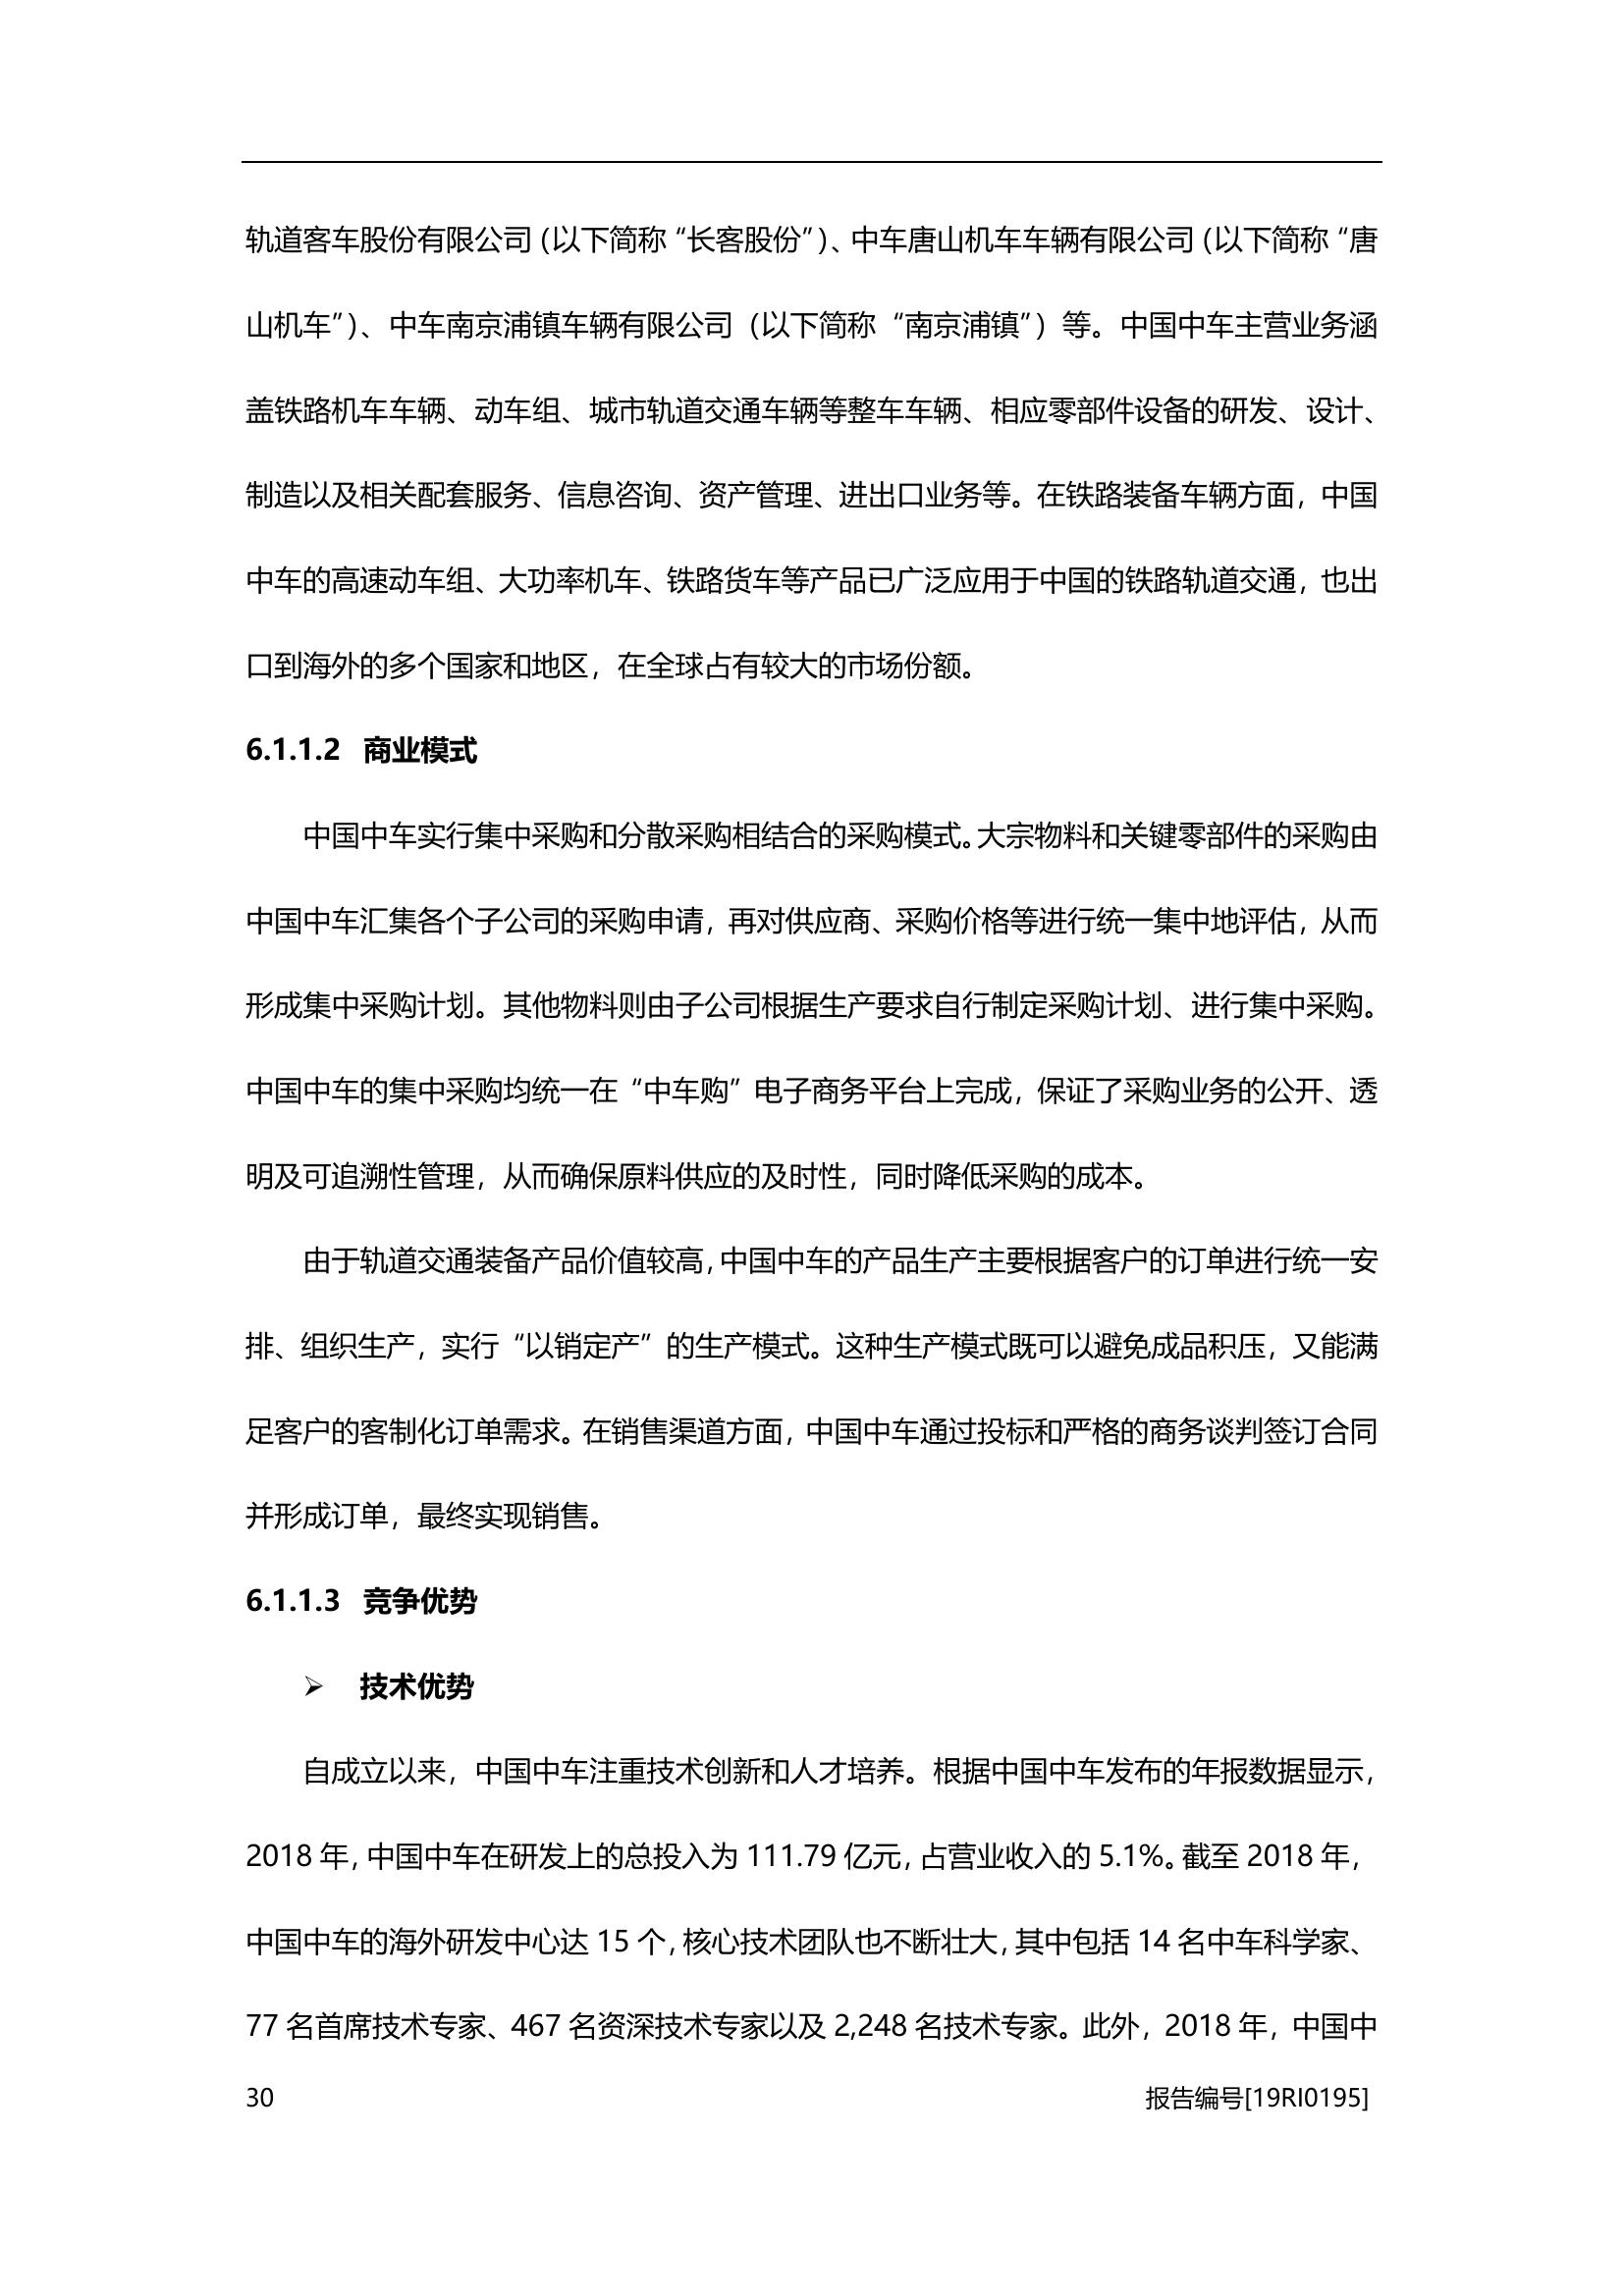 轨道客车股份有限公司（以下简称“长客股份”）、中车唐山机车车辆有限公司（以下简称“唐
山机车”）、中车南京浦镇车辆有限公司（以下简称“南京浦镇”）等。中国中车主营业务涵
盖铁路机车车辆、动车组、城市轨道交通车辆等整车车辆、相应零部件设备的研发、设计、
制造以及相关配套服务、信息咨询、资产管理、进出口业务等。在铁路装备车辆方面，中国
中车的高速动车组、大功率机车、铁路货车等产品已广泛应用于中国的铁路轨道交通，也出
口到海外的多个国家和地区，在全球占有较大的市场份额。
6.1.1.2 商业模式
中国中车实行集中采购和分散采购相结合的采购模式。大宗物料和关键零部件的采购由
中国中车汇集各个子公司的采购申请，再对供应商、采购价格等进行统一集中地评估，从而
形成集中采购计划。其他物料则由子公司根据生产要求自行制定采购计划、进行集中采购。
中国中车的集中采购均统一在“中车购”电子商务平台上完成，保证了采购业务的公开、透
明及可追溯性管理，从而确保原料供应的及时性，同时降低采购的成本。
由于轨道交通装备产品价值较高，中国中车的产品生产主要根据客户的订单进行统一安
排、组织生产，实行“以销定产”的生产模式。这种生产模式既可以避免成品积压，又能满
足客户的客制化订单需求。在销售渠道方面，中国中车通过投标和严格的商务谈判签订合同
并形成订单，最终实现销售。
6.1.1.3 竞争优势
➢ 技术优势
自成立以来，中国中车注重技术创新和人才培养。根据中国中车发布的年报数据显示，
2018 年，中国中车在研发上的总投入为 111.79 亿元，占营业收入的 5.1%。截至 2018 年，
中国中车的海外研发中心达 15 个，核心技术团队也不断壮大，其中包括 14 名中车科学家、
77 名首席技术专家、467 名资深技术专家以及 2,248 名技术专家。此外，2018 年，中国中
30 报告编号[19RI0195]